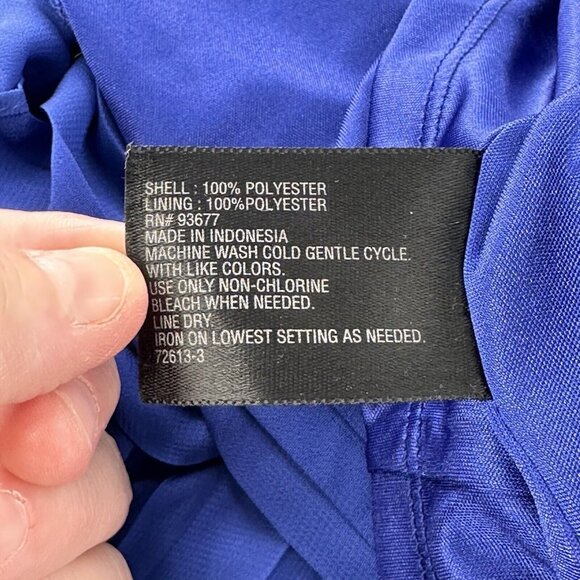 SHELL : 100% POLYESTER
LINING : 100%POLYESTER
RN# 93677
MADE IN INDONESIA
MACHINE WASH COLD GENTLE CYCLE.
WITH LIKE COLORS.
USE ONLY NON-CHLORINE
BLEACH WHEN NEEDED.
LINE DRY.
IRON ON LOWEST SETTING AS NEEDED.
72613-3